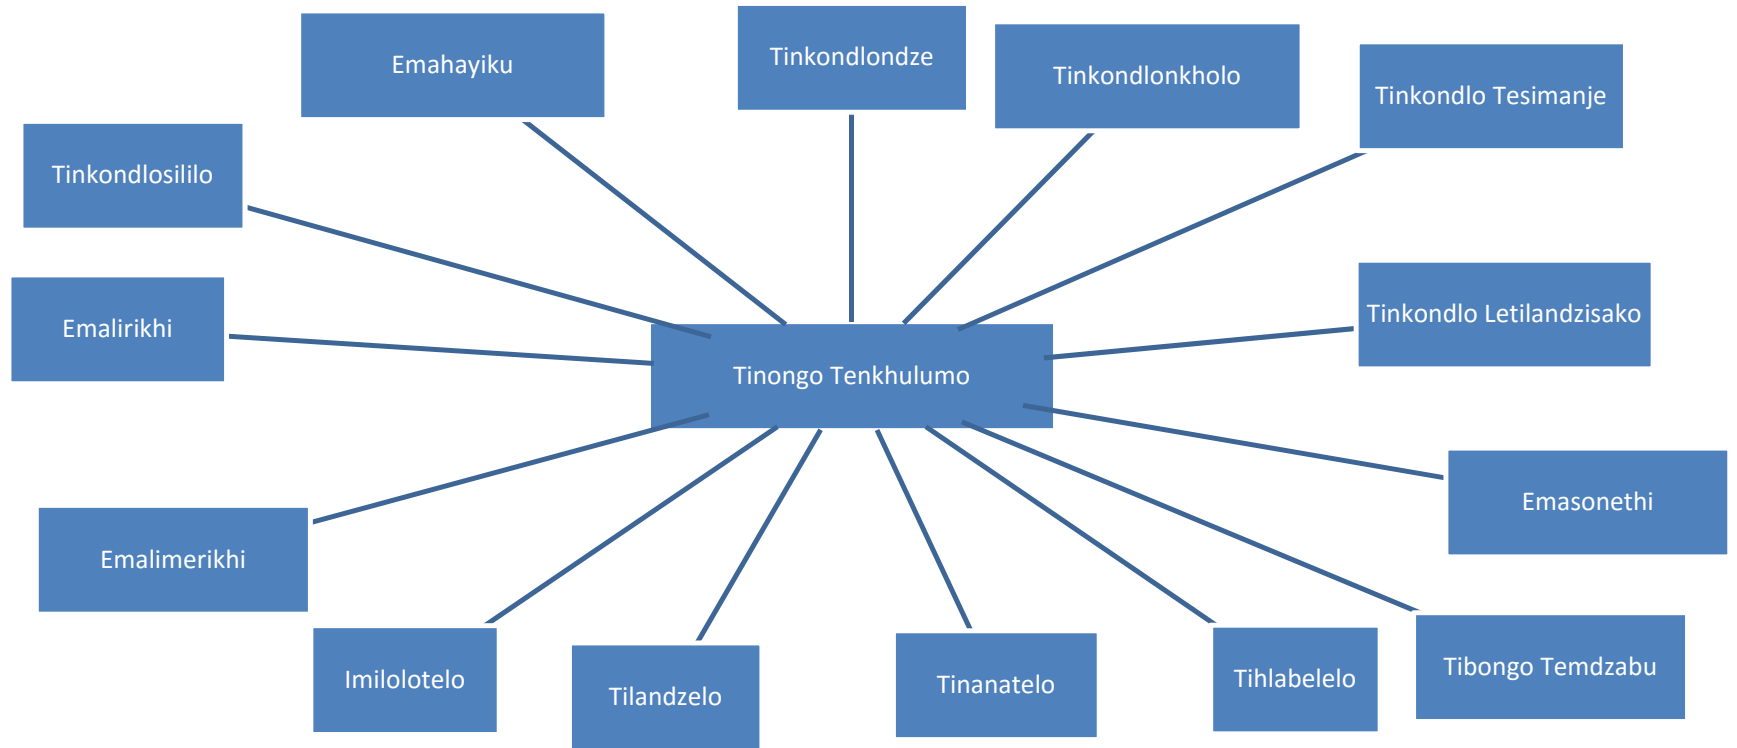 Emahayiku
Tinkondlondze
Tinkondlonkholo
Tinkondlo Tesimanje
Tinkondlosililo
Tinkondlo Letilandzisako
Emalirikhi
Tinongo Tenkhulumo
Emasonethi
Emalimerikhi
Imilolotelo
Tilandzelo
Tinanatelo
Tihlabelelo
Tibongo Temdzabu